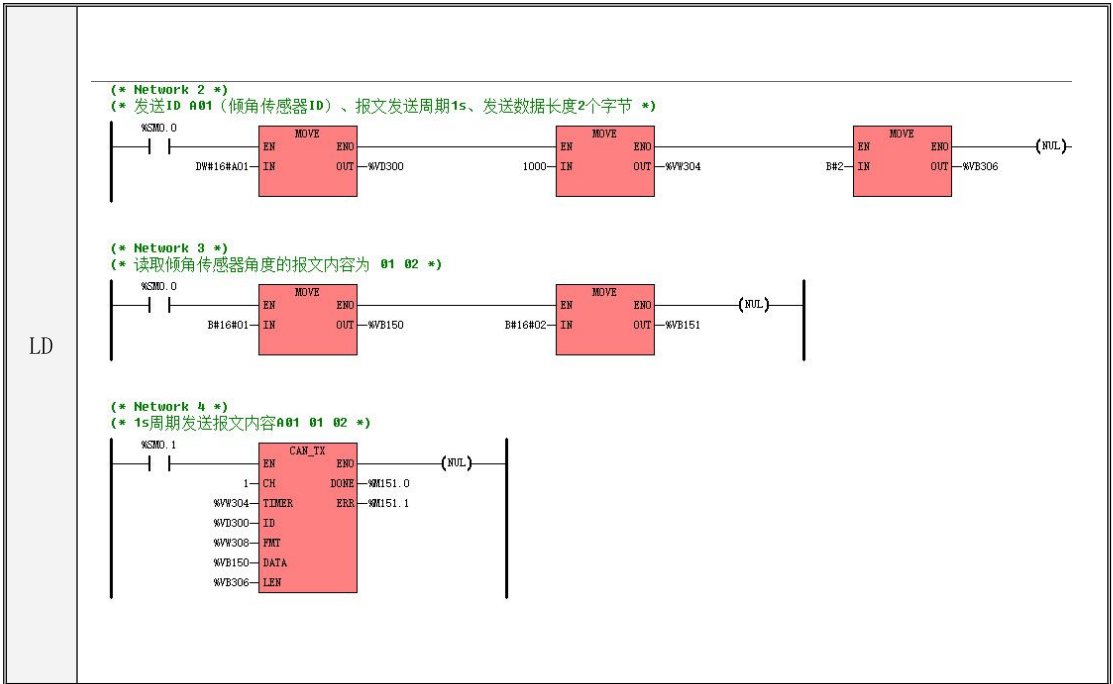 (* Network 2 *)
(* 发送ID A01（倾角传感器ID）、报文发送周期1s、发送数据长度2个字节 *)
%SM0.0 MOVE MOVE MOVE
EN ENO EN ENO EN ENO (NUL)
DW#16#A01 IN OUT %VD300 1000 IN OUT %VW304 B#2 IN OUT %VB306
(* Network 3 *)
(* 读取倾角传感器角度的报文内容为 01 02 *)
%SM0.0 MOVE MOVE
EN ENO EN ENO (NUL)
B#16#01 IN OUT %VB150 B#16#02 IN OUT %VB151
LD
(* Network 4 *)
(* 1s周期发送报文内容A01 01 02 *)
%SM0.1 CAN_TX
EN ENO (NUL)
1 CH DONE %M151.0
%VW304 TIMER ERR %M151.1
%VD300 ID
%VW308 FMT
%VB150 DATA
%VB306 LEN